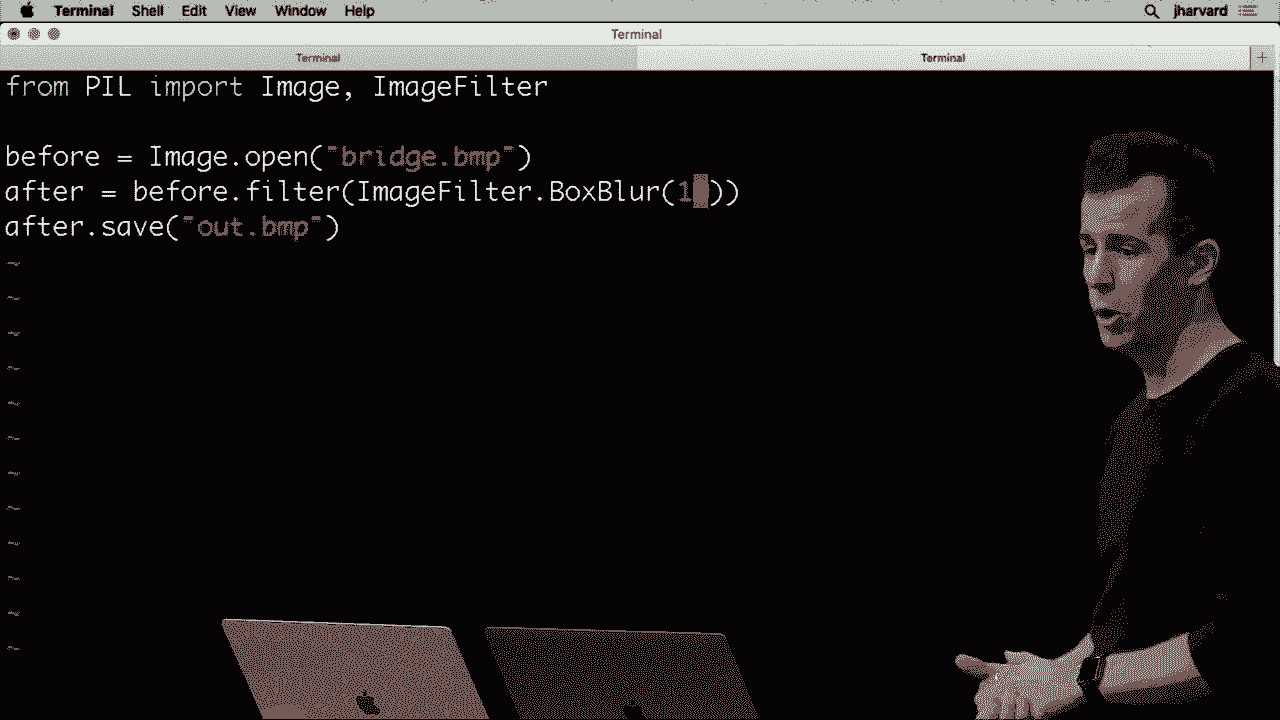 Terminal Shell Edit View Window Help jharvard
Terminal
Terminal Terminal +
from PIL import Image, ImageFilter
before = Image.open("bridge.bmp")
after = before.filter(ImageFilter.BoxBlur(1 ))
after.save("out.bmp")
~
~
~
~
~
~
~
~
~
~
~
~